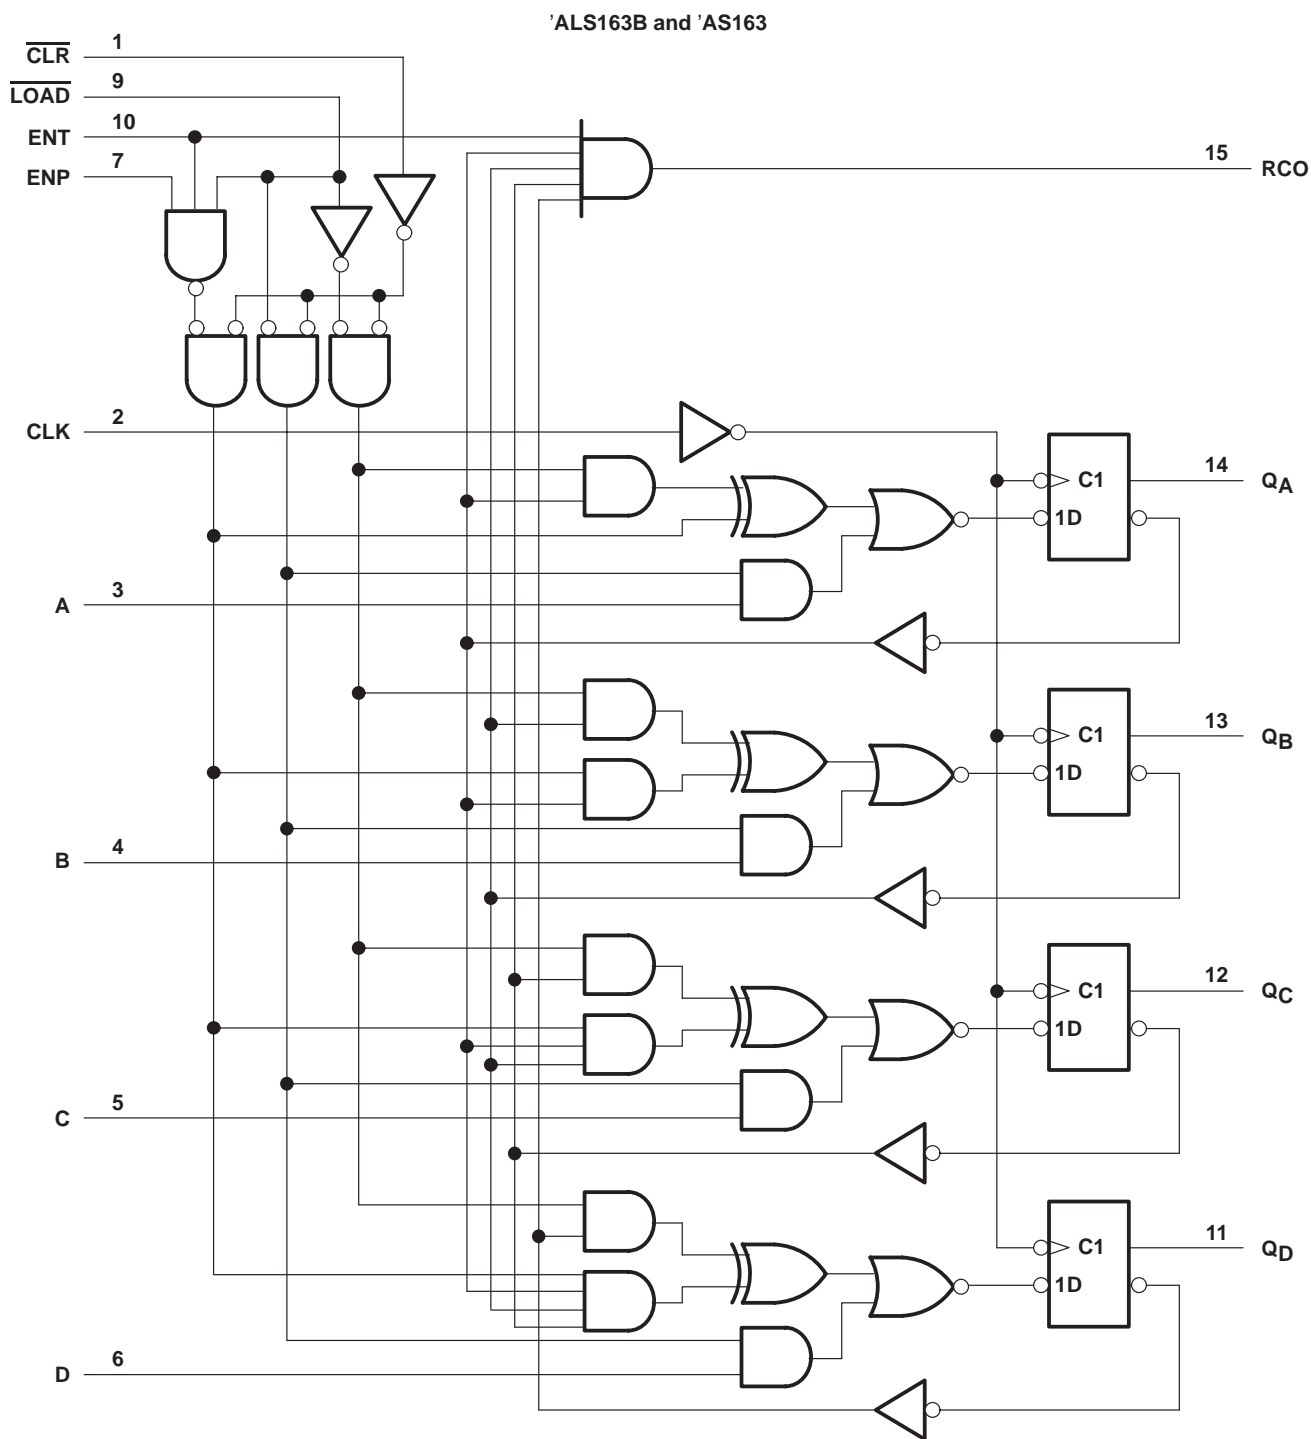 ’ALS163B and ’AS163
CLR 1
LOAD 9
ENT 10
ENP 7
15 RCO
CLK 2
C1
1D
14 QA
A 3
C1
1D
13 QB
B 4
C1
1D
12 QC
C 5
C1
1D
11 QD
D 6